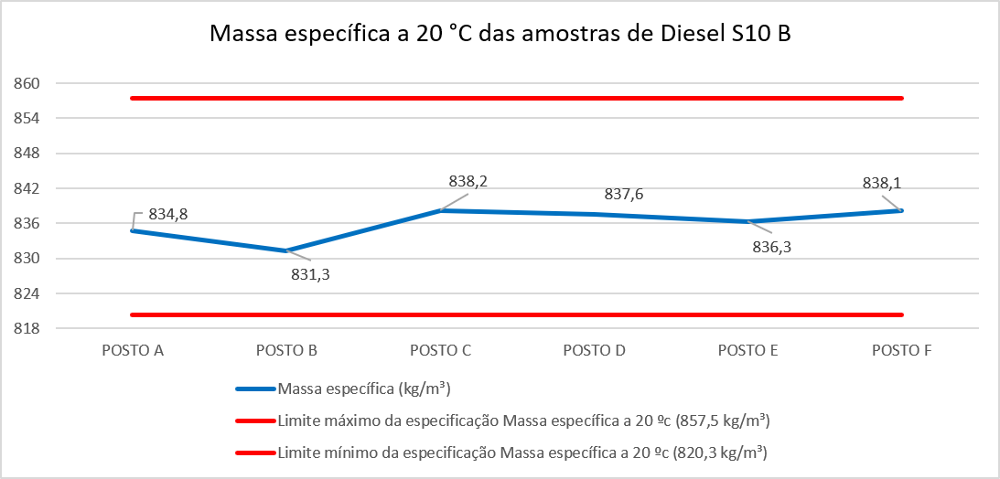 Massa específica a 20 °C das amostras de Diesel S10 B
860
854
848
842
836
830
824
818
834,8
831,3
838,2
837,6
836,3
838,1
POSTO A
POSTO B
POSTO C
POSTO D
POSTO E
POSTO F
Massa específica (kg/m³)
Limite máximo da especificação Massa específica a 20 ºc (857,5 kg/m³)
Limite mínimo da especificação Massa específica a 20 ºc (820,3 kg/m³)